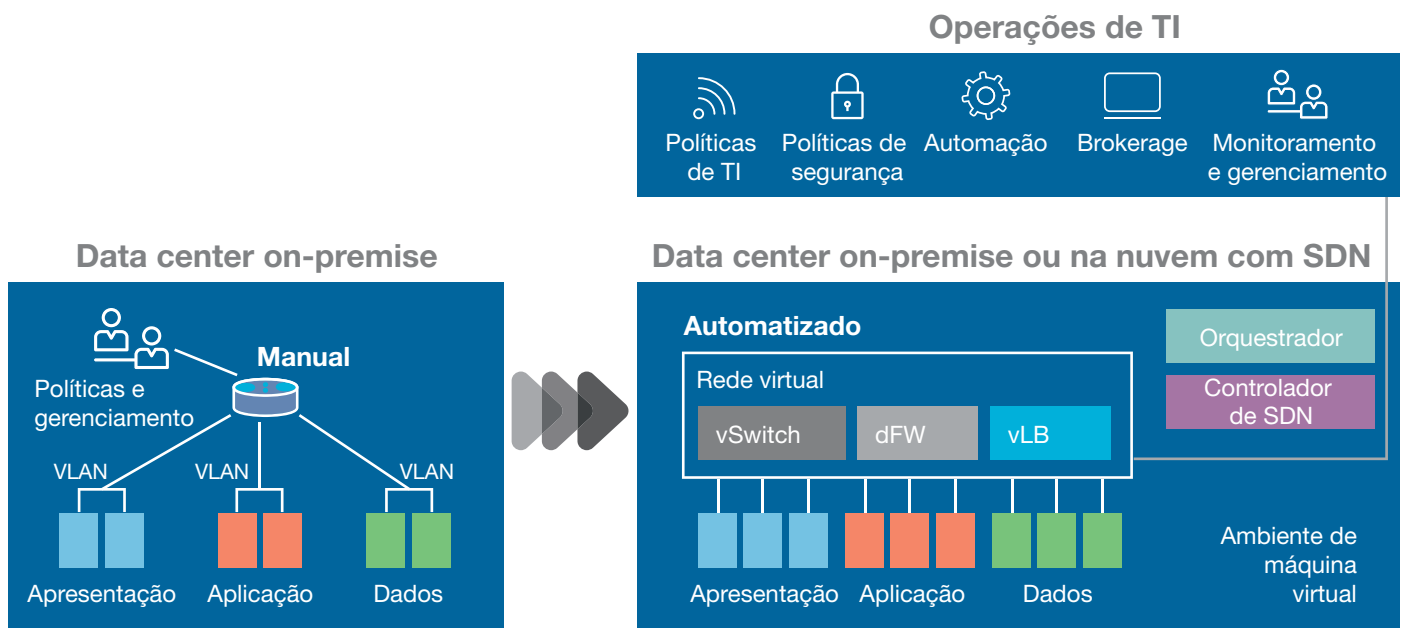 Operações de TI
Políticas
de TI
Políticas de
segurança
Automação
Brokerage
Monitoramento
e gerenciamento
Data center on-premise
Manual
Políticas e
gerenciamento
VLAN
VLAN
VLAN
Apresentação
Aplicação
Dados
Data center on-premise ou na nuvem com SDN
Automatizado
Rede virtual
vSwitch
dFW
vLB
Orquestrador
Controlador
de SDN
Apresentação
Aplicação
Dados
Ambiente de
máquina
virtual